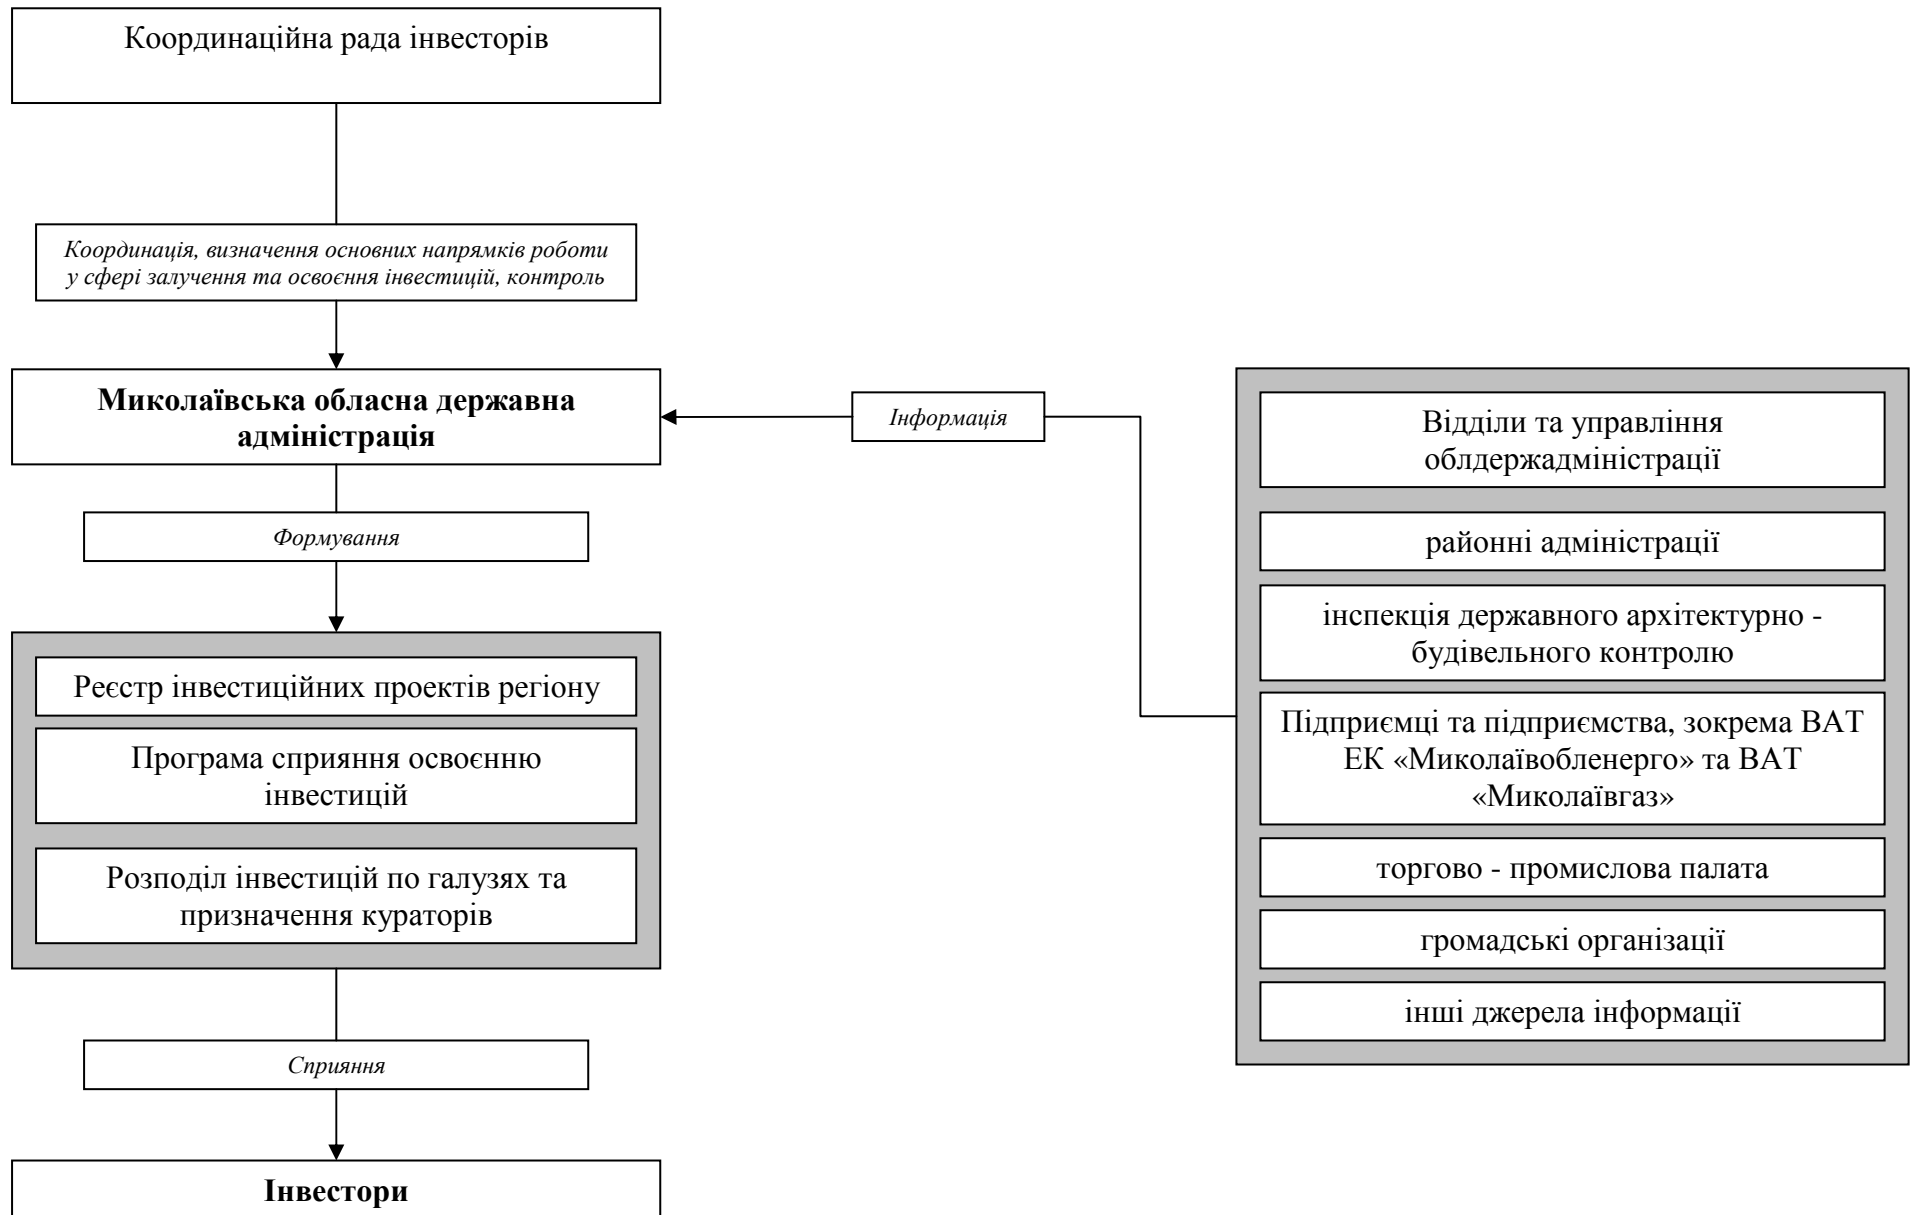 Координаційна рада інвесторів
Координація, визначення основних напрямків роботи
у сфері залучення та освоєння інвестицій, контроль
Миколаївська обласна державна
адміністрація
Інформація
Формування
Реєстр інвестиційних проектів регіону
Програма сприяння освоєнню
інвестицій
Розподіл інвестицій по галузях та
призначення кураторів
Сприяння
Інвестори
Відділи та управління
облдержадміністрації
районні адміністрації
інспекція державного архітектурно -
будівельного контролю
Підприємці та підприємства, зокрема ВАТ
ЕК «Миколаївобленерго» та ВАТ
«Миколаївгаз»
торгово - промислова палата
громадські організації
інші джерела інформації